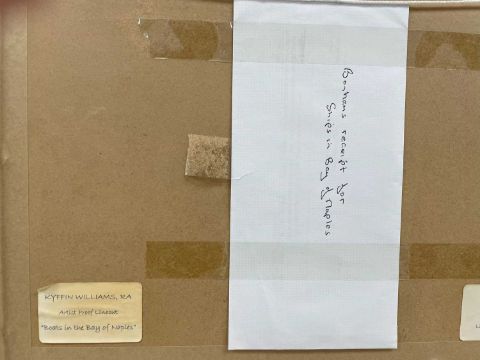 Bonhams receipt for
Ships in Bay of Naples
KYFFIN WILLIAMS, RA
Artist Proof Linocut
"Boats in the Bay of Naples"